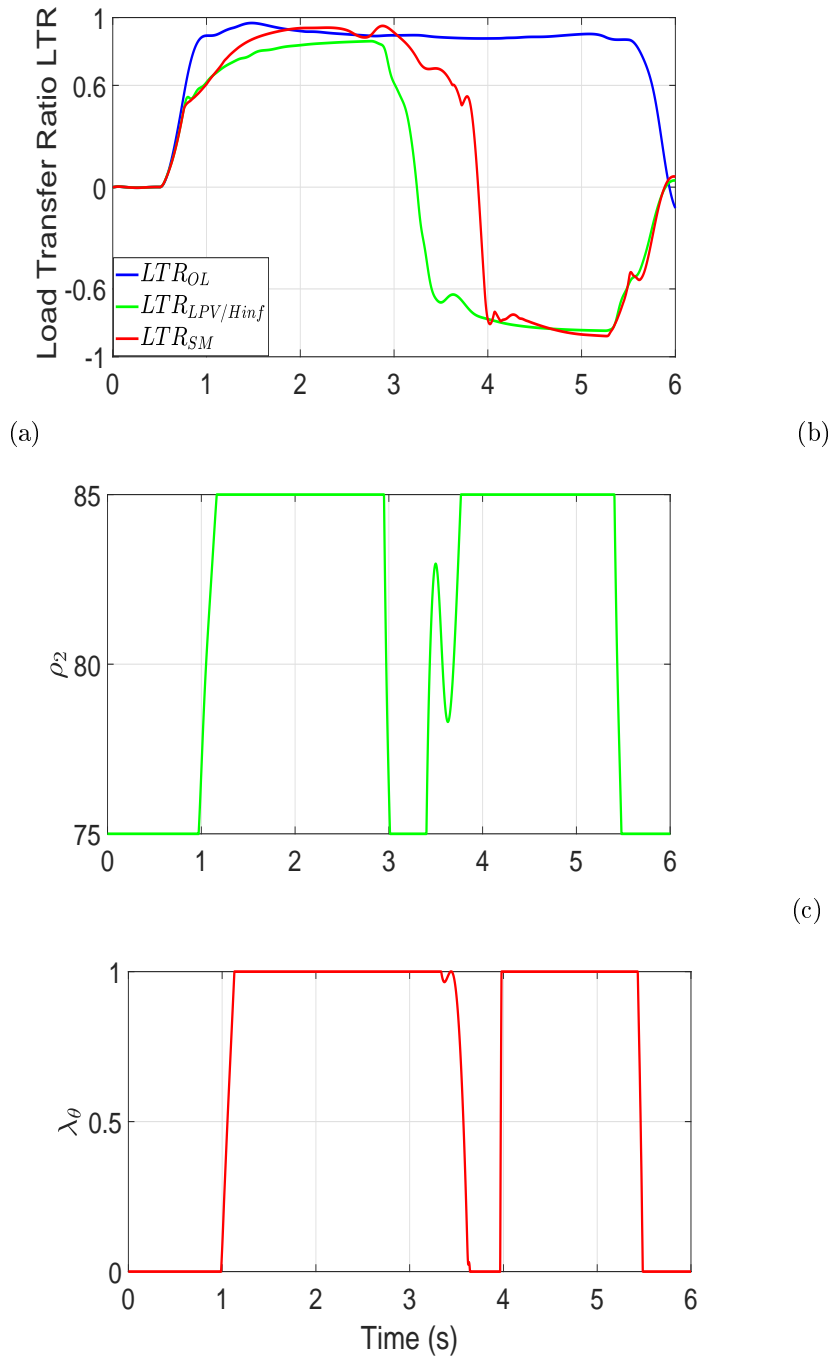 Load Transfer Ratio LTR
1
0.6
0
-0.6
-1
LTR_OL
LTR_LPV/Hinf
LTR_SM
0 1 2 3 4 5 6
(a) (b)
ρ₂
85
80
75
0 1 2 3 4 5 6
(c)
λ_θ
1
0.5
0
0 1 2 3 4 5 6
Time (s)